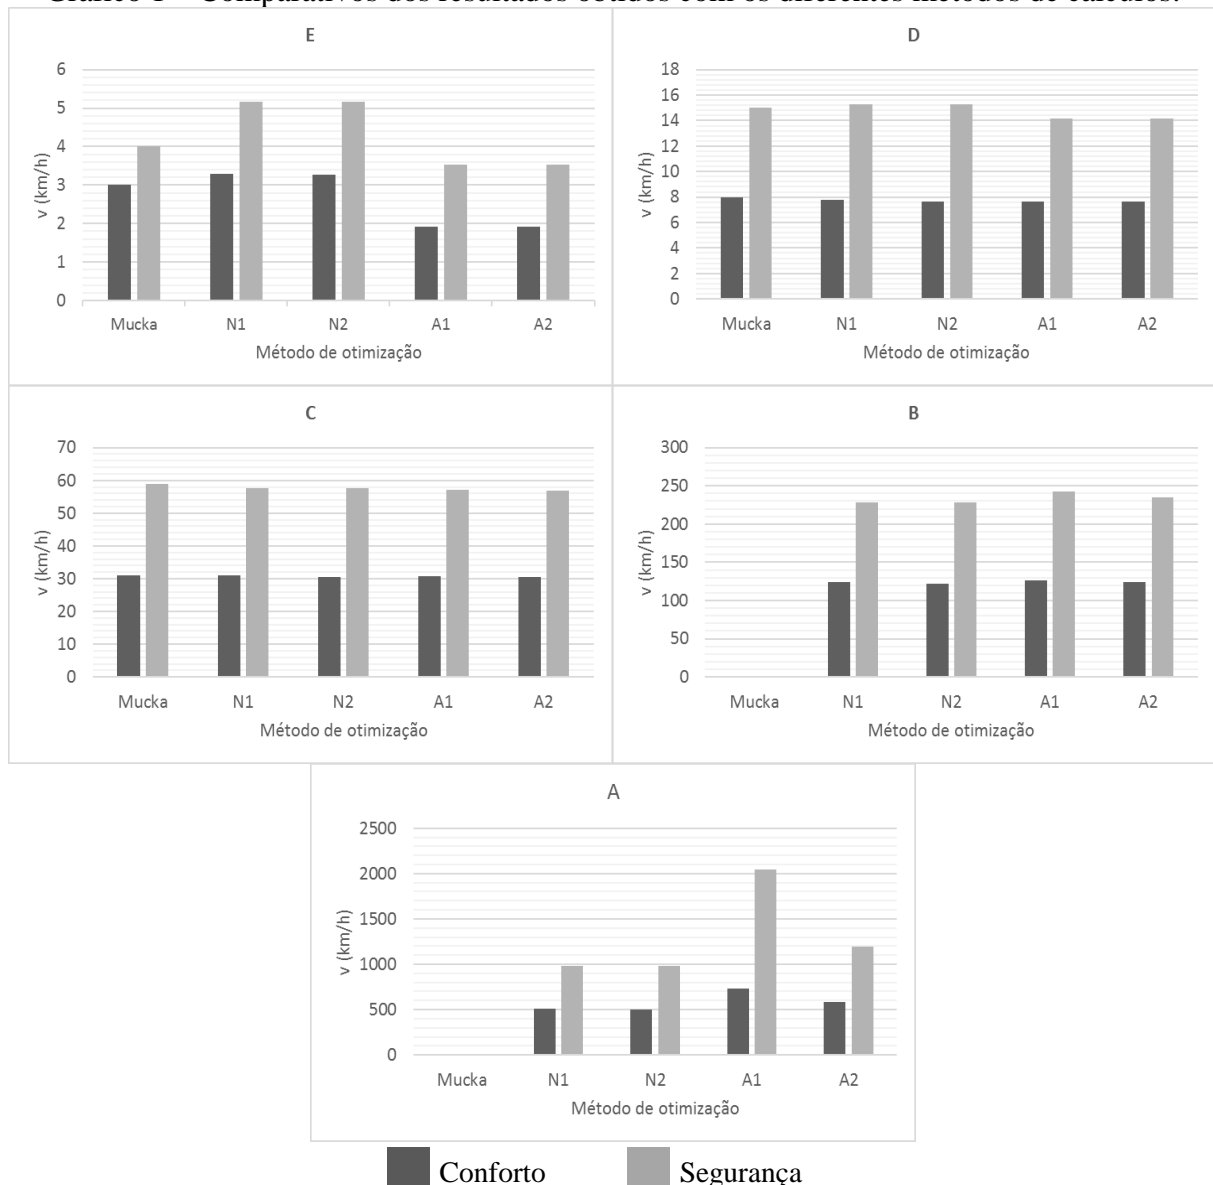 Gráfico 1 – Comparativos dos resultados obtidos com os diferentes métodos de cálculos.
E
6
5
4
3
2
1
0
v (km/h)
Mucka N1 N2 A1 A2
Método de otimização
D
18
16
14
12
10
8
6
4
2
0
v (km/h)
Mucka N1 N2 A1 A2
Método de otimização
C
70
60
50
40
30
20
10
0
v (km/h)
Mucka N1 N2 A1 A2
Método de otimização
B
300
250
200
150
100
50
0
v (km/h)
Mucka N1 N2 A1 A2
Método de otimização
A
2500
2000
1500
1000
500
0
v (km/h)
Mucka N1 N2 A1 A2
Método de otimização
Conforto Segurança